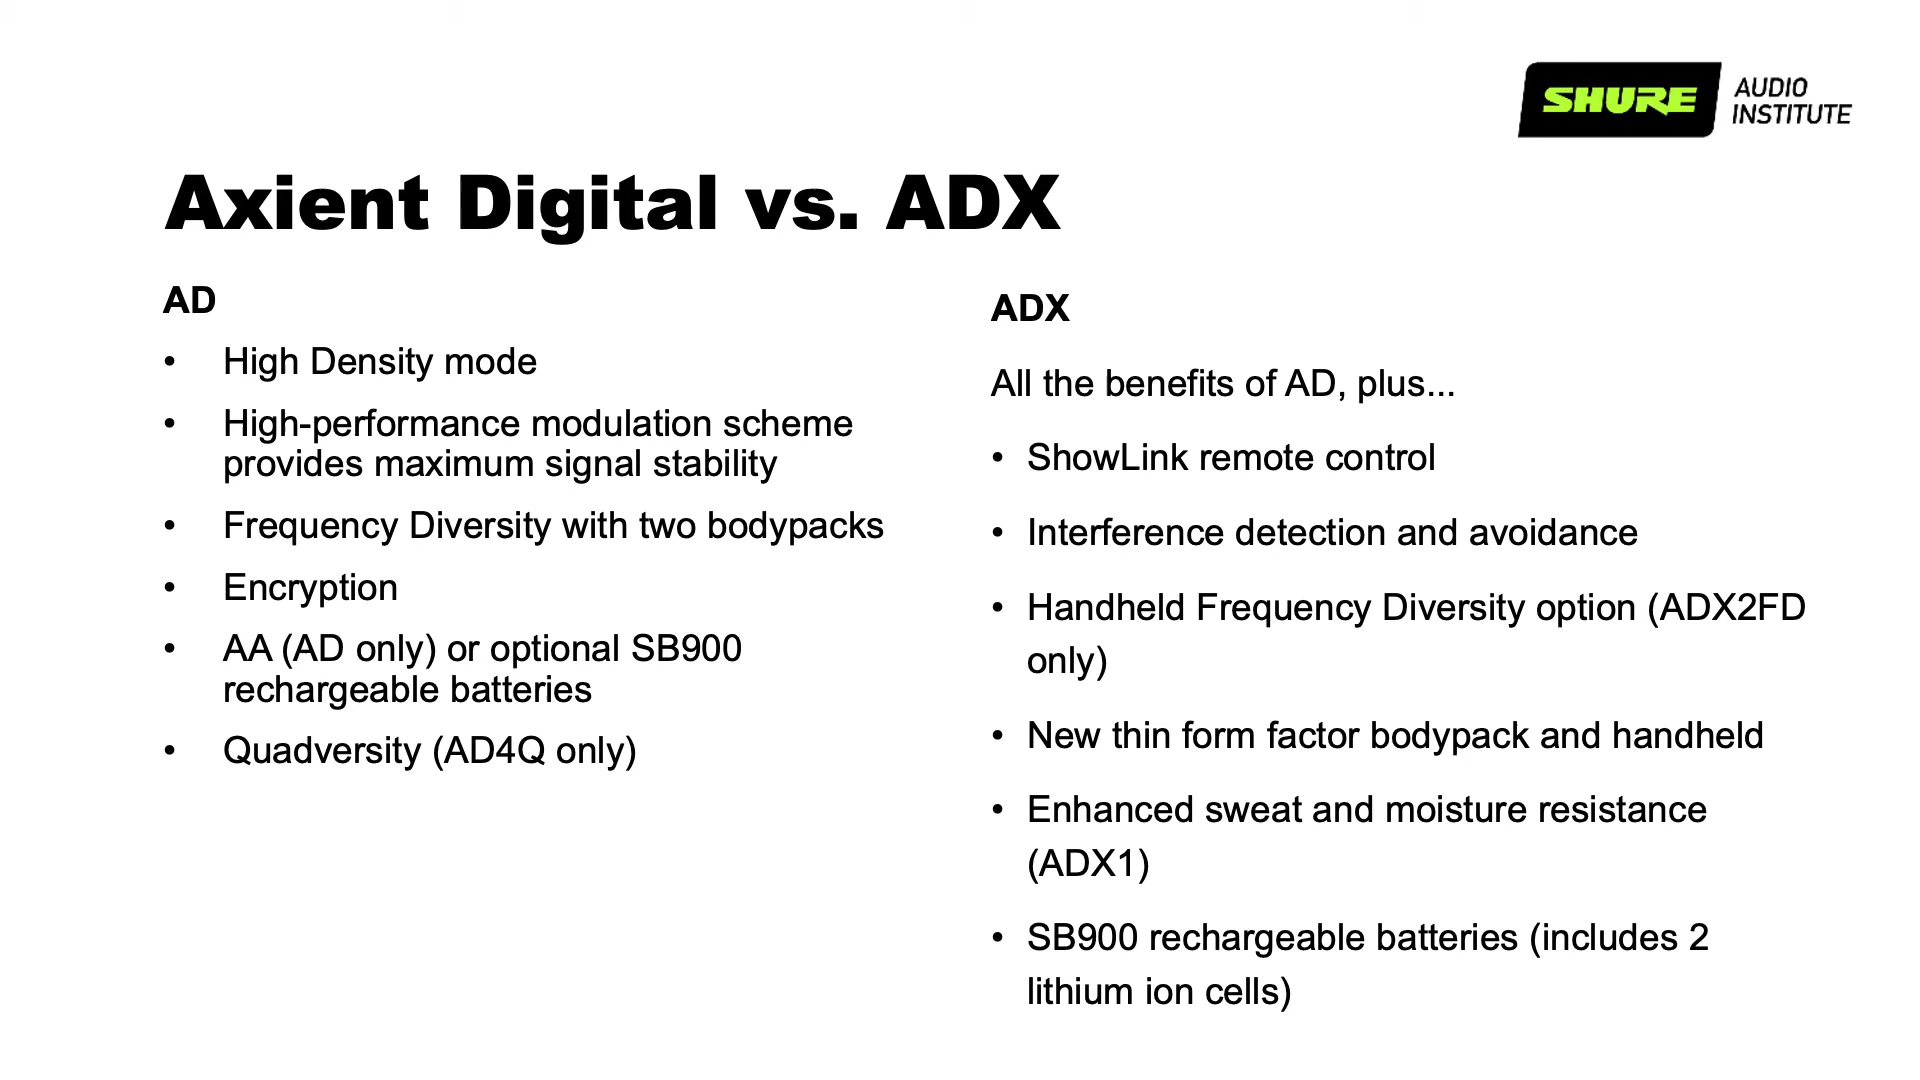 SHURE
AUDIO
INSTITUTE
Axient Digital vs. ADX
AD
• High Density mode
• High-performance modulation scheme
provides maximum signal stability
• Frequency Diversity with two bodypacks
• Encryption
• AA (AD only) or optional SB900
rechargeable batteries
• Quadversity (AD4Q only)
ADX
All the benefits of AD, plus...
• ShowLink remote control
• Interference detection and avoidance
• Handheld Frequency Diversity option (ADX2FD
only)
• New thin form factor bodypack and handheld
• Enhanced sweat and moisture resistance
(ADX1)
• SB900 rechargeable batteries (includes 2
lithium ion cells)